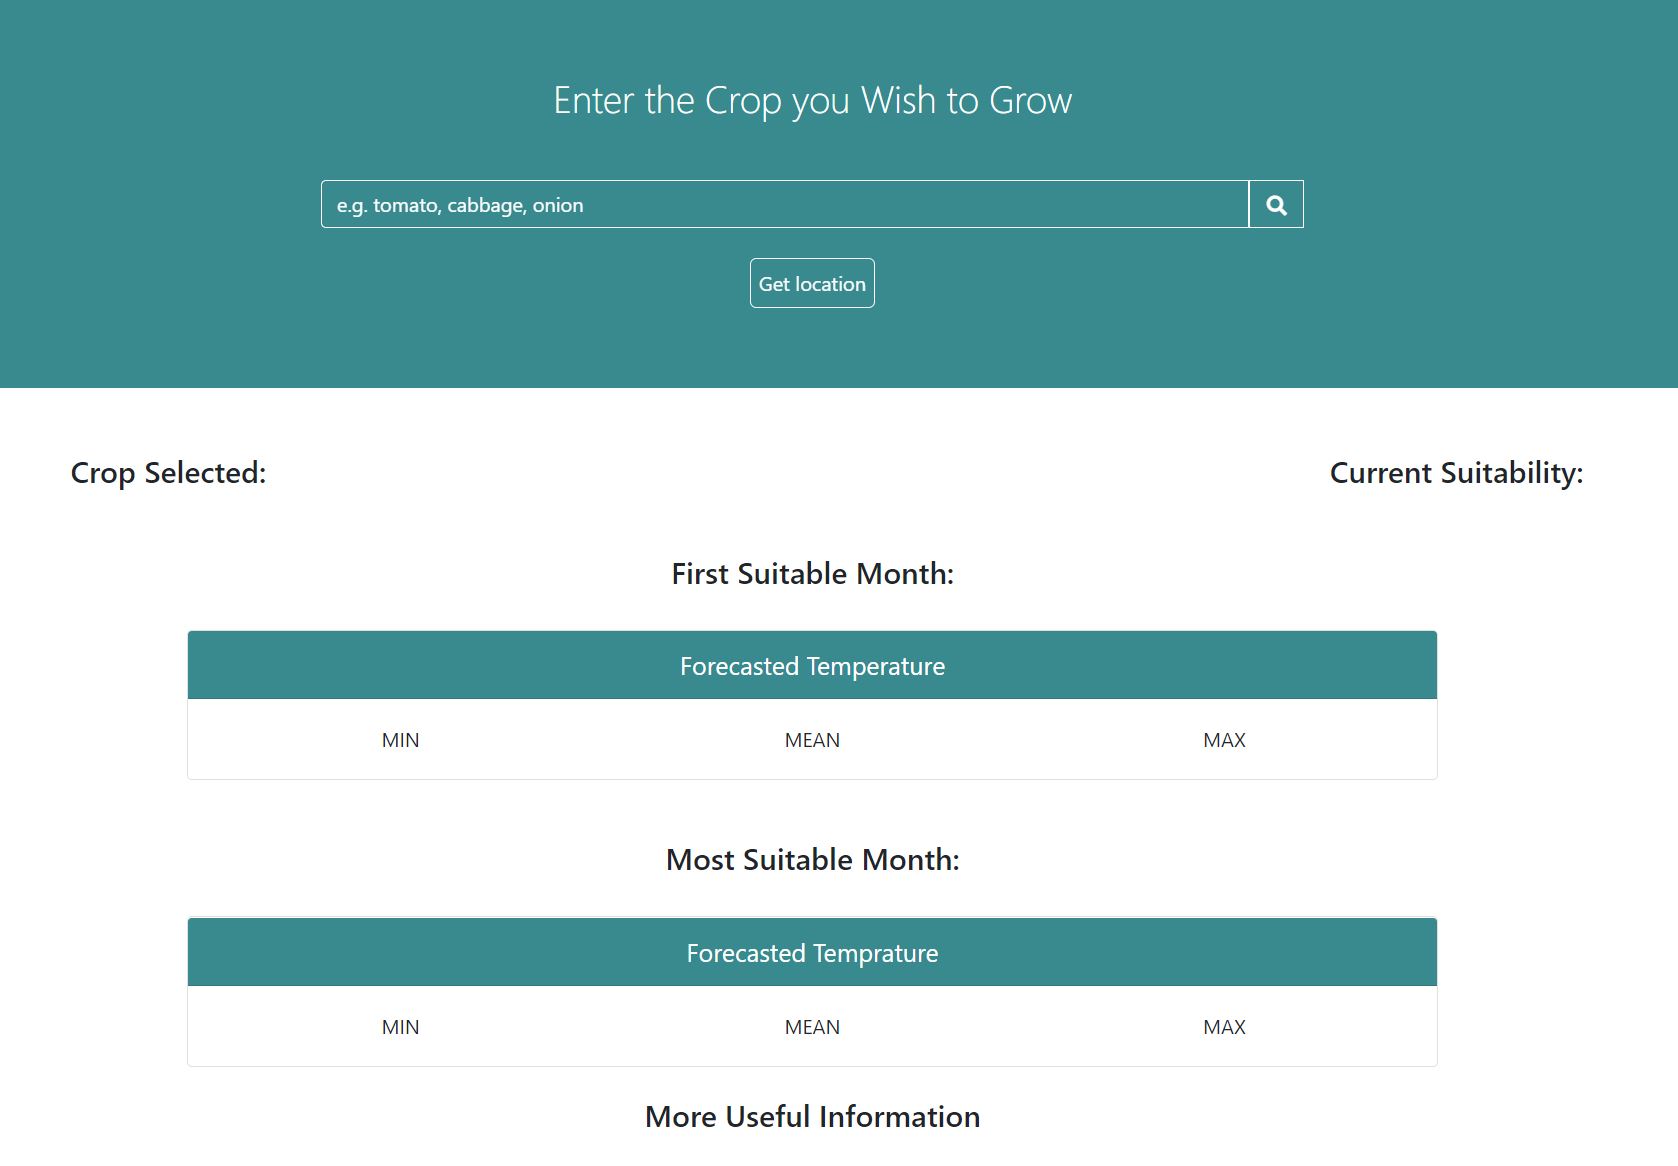 Enter the Crop you Wish to Grow
e.g. tomato, cabbage, onion
Get location
Crop Selected:
Current Suitability:
First Suitable Month:
Forecasted Temperature
MIN MEAN MAX
Most Suitable Month:
Forecasted Temprature
MIN MEAN MAX
More Useful Information